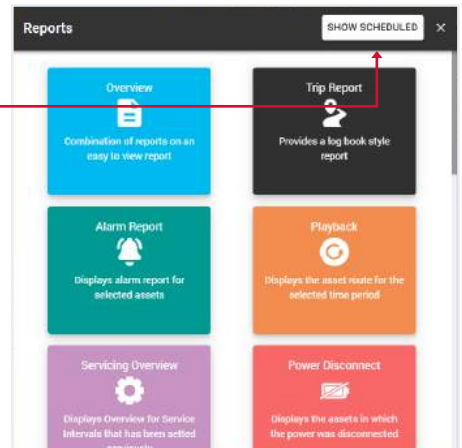 Reports
SHOW SCHEDULED
×
Overview
Combination of reports on an
easy to view report
Trip Report
Provides a log book style
report
Alarm Report
Displays alarm report for
selected assets
Playback
Displays the asset route for the
selected time period
Servicing Overview
Displays Overview for Service
Intervals that has been setted
previously
Power Disconnect
Displays the assets in which
the power was disconnected